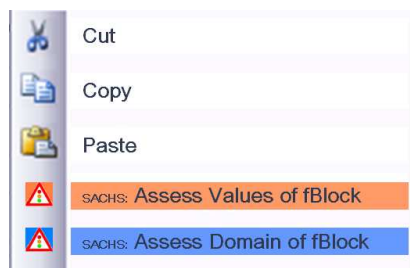 Cut
Copy
Paste
SACHS: Assess Values of fBlock
SACHS: Assess Domain of fBlock